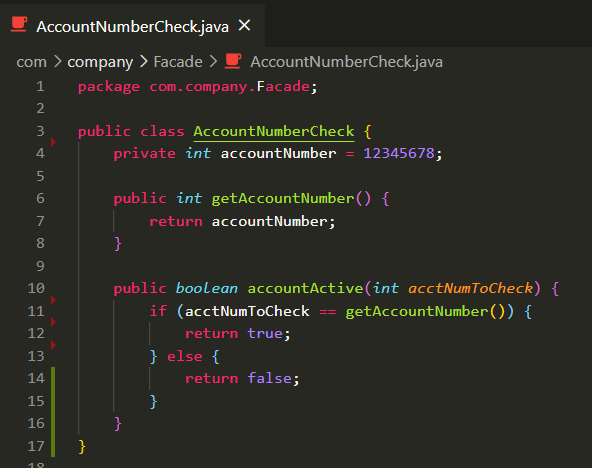 AccountNumberCheck.java ×
com > company > Facade > AccountNumberCheck.java
1 package com.company.Facade;
2
3 public class AccountNumberCheck {
4 private int accountNumber = 12345678;
5
6 public int getAccountNumber() {
7 return accountNumber;
8 }
9
10 public boolean accountActive(int acctNumToCheck) {
11 if (acctNumToCheck == getAccountNumber()) {
12 return true;
13 } else {
14 return false;
15 }
16 }
17 }
18